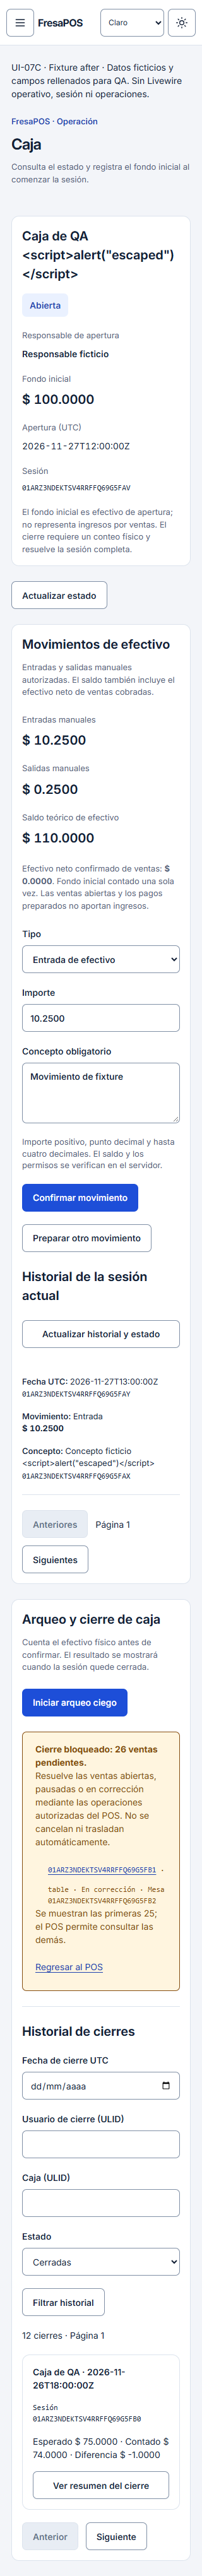 FresaPOS
Claro
UI-07C · Fixture after · Datos ficticios y
campos rellenados para QA. Sin Livewire
operativo, sesión ni operaciones.
FresaPOS · Operación
Caja
Consulta el estado y registra el fondo inicial al
comenzar la sesión.
Caja de QA
<script>alert("escaped")
</script>
Abierta
Responsable de apertura
Responsable ficticio
Fondo inicial
$ 100.0000
Apertura (UTC)
2026-11-27T12:00:00Z
Sesión
01ARZ3NDEKTSV4RRFFQ69G5FAV
El fondo inicial es efectivo de apertura;
no representa ingresos por ventas. El
cierre requiere un conteo físico y
resuelve la sesión completa.
Actualizar estado
Movimientos de efectivo
Entradas y salidas manuales
autorizadas. El saldo también incluye el
efectivo neto de ventas cobradas.
Entradas manuales
$ 10.2500
Salidas manuales
$ 0.2500
Saldo teórico de efectivo
$ 110.0000
Efectivo neto confirmado de ventas: $
0.0000. Fondo inicial contado una sola
vez. Las ventas abiertas y los pagos
preparados no aportan ingresos.
Tipo
Entrada de efectivo
Importe
10.2500
Concepto obligatorio
Movimiento de fixture
Importe positivo, punto decimal y hasta
cuatro decimales. El saldo y los
permisos se verifican en el servidor.
Confirmar movimiento
Preparar otro movimiento
Historial de la sesión
actual
Actualizar historial y estado
Fecha UTC: 2026-11-27T13:00:00Z
01ARZ3NDEKTSV4RRFFQ69G5FAY
Movimiento: Entrada
$ 10.2500
Concepto: Concepto ficticio
<script>alert("escaped")</script>
01ARZ3NDEKTSV4RRFFQ69G5FAX
Anteriores
Página 1
Siguientes
Arqueo y cierre de caja
Cuenta el efectivo físico antes de
confirmar. El resultado se mostrará
cuando la sesión quede cerrada.
Iniciar arqueo ciego
Cierre bloqueado: 26 ventas
pendientes.
Resuelve las ventas abiertas,
pausadas o en corrección
mediante las operaciones
autorizadas del POS. No se
cancelan ni trasladan
automáticamente.
01ARZ3NDEKTSV4RRFFQ69G5FB1 ·
table · En corrección · Mesa
01ARZ3NDEKTSV4RRFFQ69G5FB2
Se muestran las primeras 25;
el POS permite consultar las
demás.
Regresar al POS
Historial de cierres
Fecha de cierre UTC
dd/mm/aaaa
Usuario de cierre (ULID)
Caja (ULID)
Estado
Cerradas
Filtrar historial
12 cierres · Página 1
Caja de QA · 2026-11-
26T18:00:00Z
Sesión
01ARZ3NDEKTSV4RRFFQ69G5FB0
Esperado $ 75.0000 · Contado $
74.0000 · Diferencia $ -1.0000
Ver resumen del cierre
Anterior
Siguiente